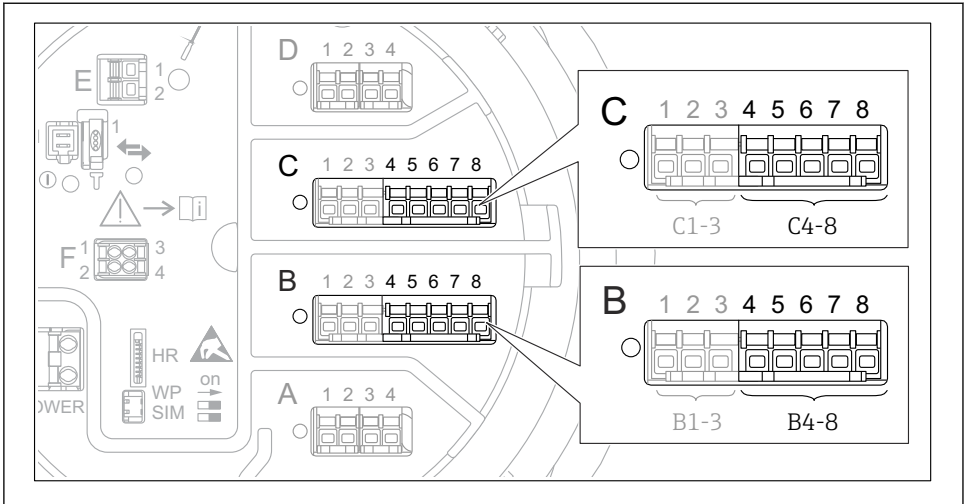 D 1 2 3 4
E 1
2
1
C 1 2 3 4 5 6 7 8
C 1 2 3 4 5 6 7 8
C1-3 C4-8
i
F 1 3
2 4
B 1 2 3 4 5 6 7 8
B 1 2 3 4 5 6 7 8
B1-3 B4-8
HR
on
WP
SIM
OWER
A 1 2 3 4